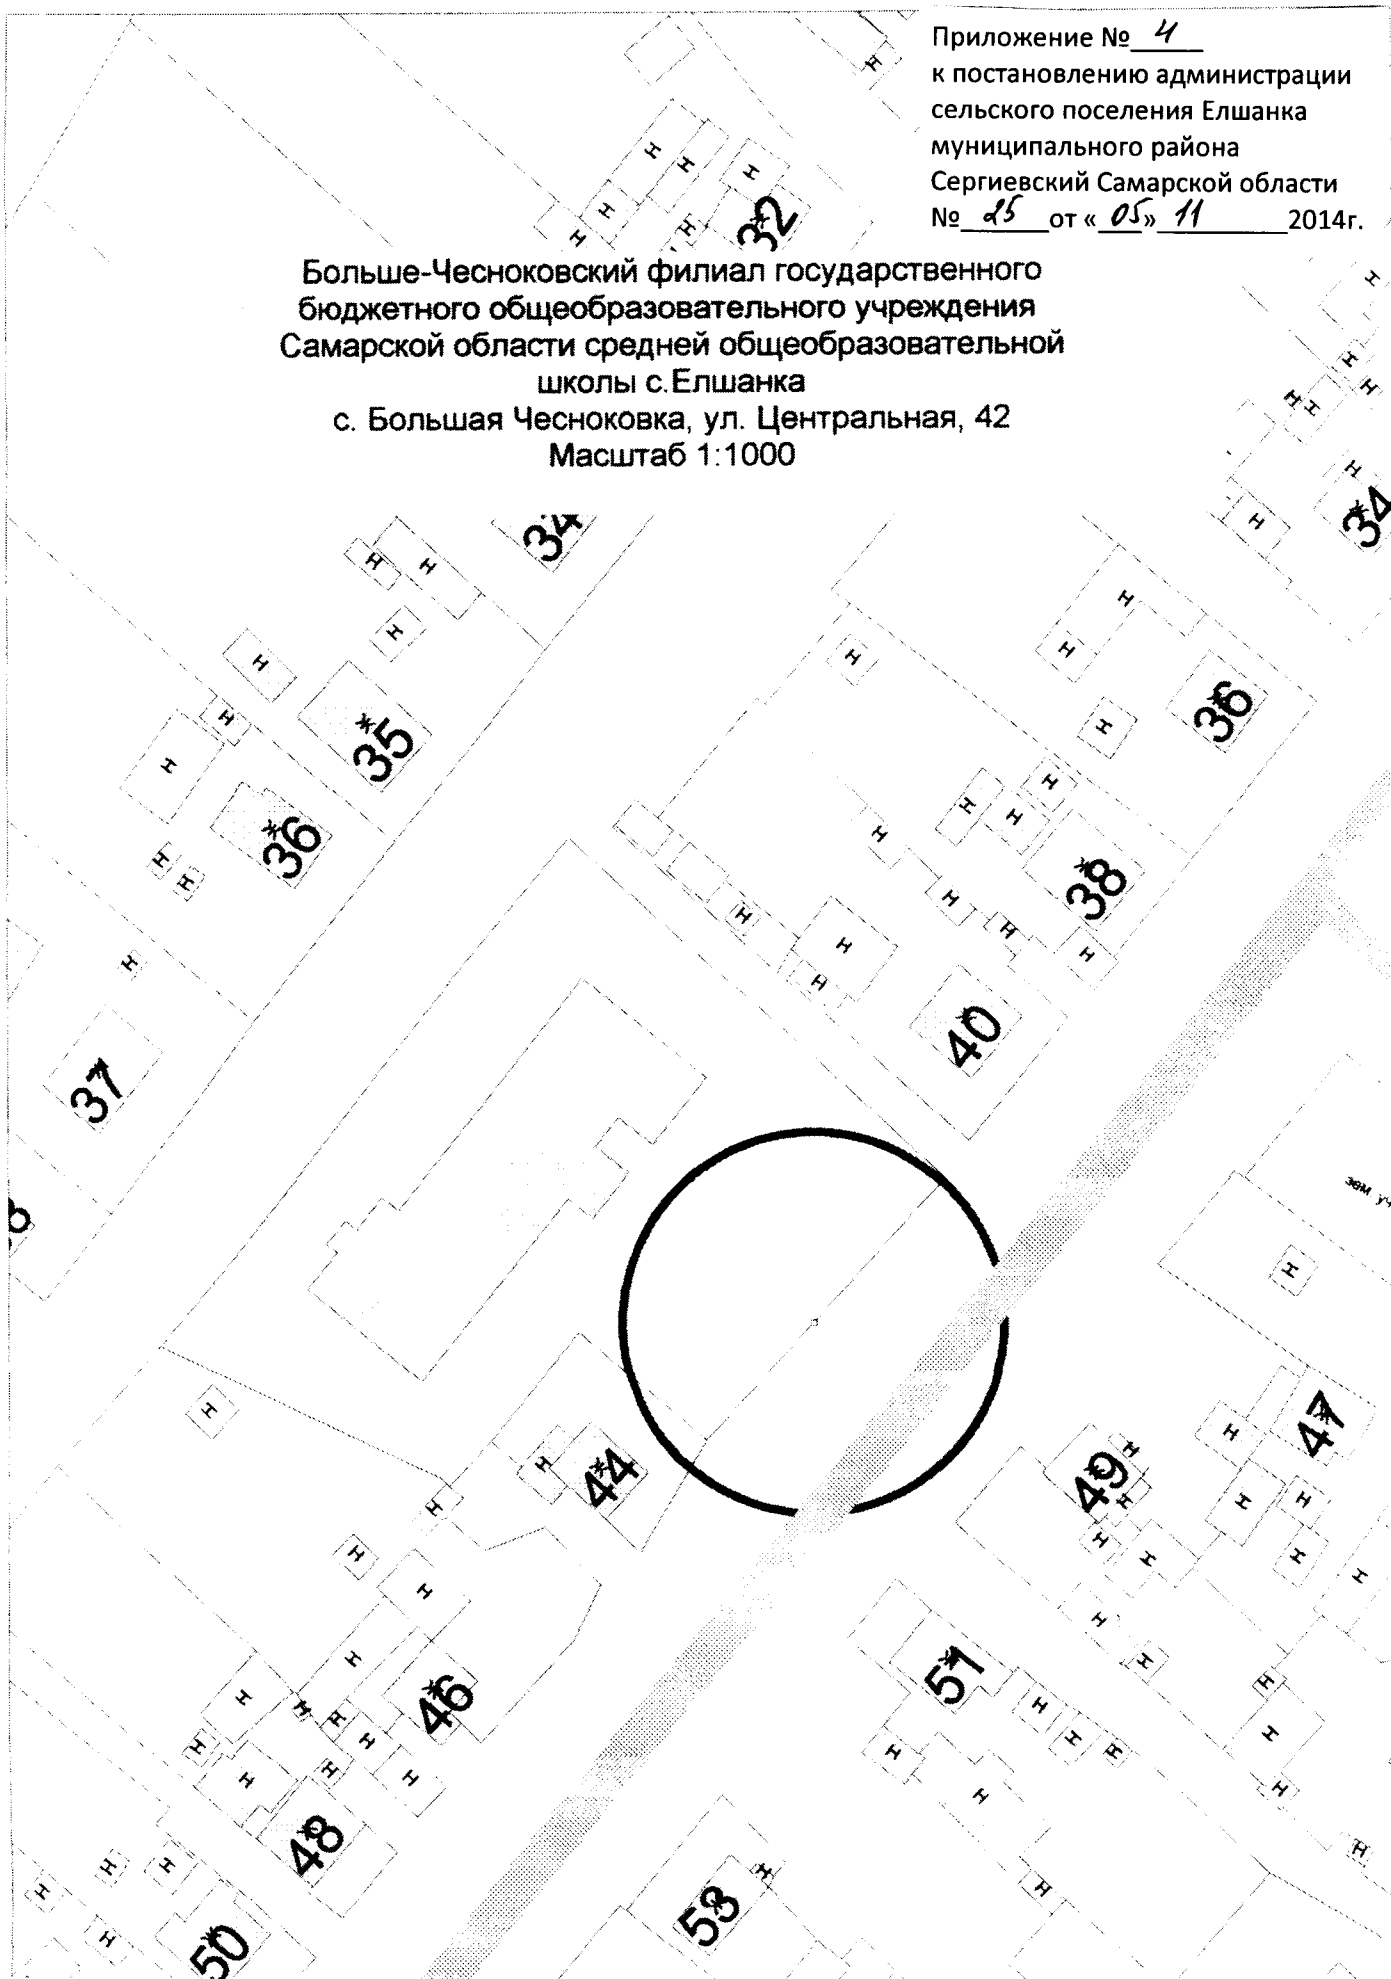 Приложение № 4
к постановлению администрации
сельского поселения Елшанка
муниципального района
Сергиевский Самарской области
№ 25 от « 05» 11 2014г.
Больше-Чесноковский филиал государственного
бюджетного общеобразовательного учреждения
Самарской области средней общеобразовательной
школы с.Елшанка
с. Большая Чесноковка, ул. Центральная, 42
Масштаб 1:1000
32
34
34
35
36
36
38
37
40
47
44
49
51
46
48
53
50
зем уч
Ж
Н